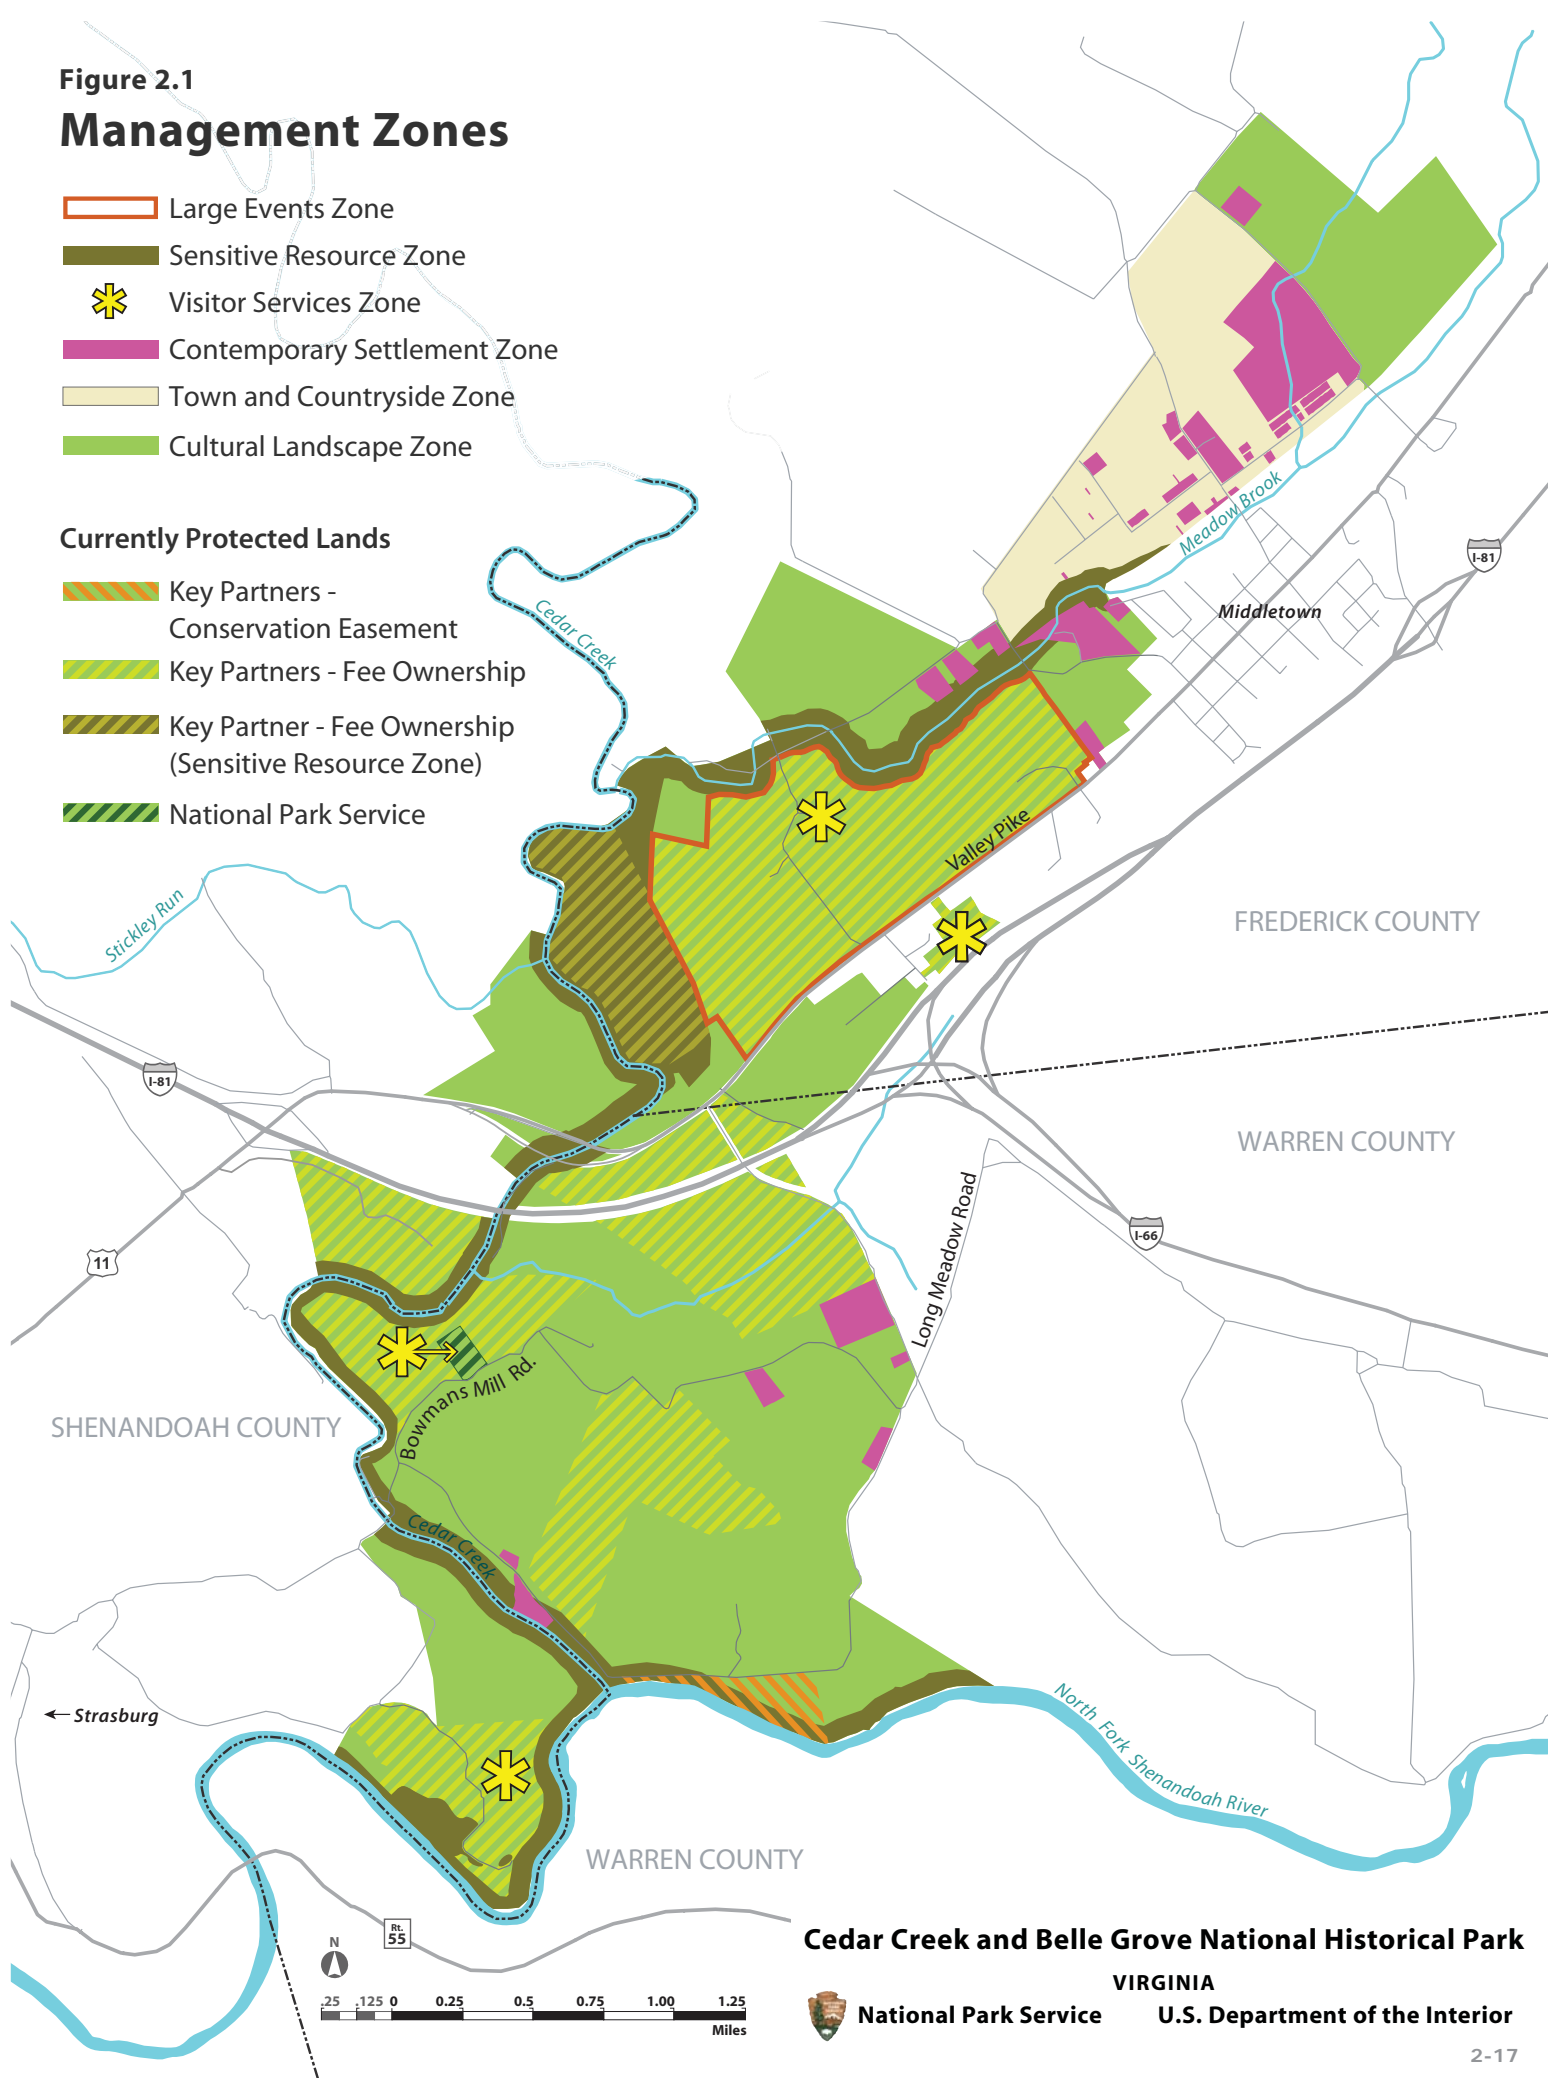 Figure 2.1
Management Zones
Large Events Zone
Sensitive Resource Zone
Visitor Services Zone
Contemporary Settlement Zone
Town and Countryside Zone
Cultural Landscape Zone
Currently Protected Lands
Key Partners -
Conservation Easement
Key Partners - Fee Ownership
Key Partner - Fee Ownership
(Sensitive Resource Zone)
National Park Service
Cedar Creek
Meadow Brook
I-81
Middletown
Valley Pike
Stickley Run
FREDERICK COUNTY
I-81
WARREN COUNTY
11
Long Meadow Road
I-66
Bowmans Mill Rd.
SHENANDOAH COUNTY
Cedar Creek
Strasburg
North Fork Shenandoah River
WARREN COUNTY
Rt.
55
N
.25 .125 0 0.25 0.5 0.75 1.00 1.25
Miles
Cedar Creek and Belle Grove National Historical Park
VIRGINIA
National Park Service U.S. Department of the Interior
2-17